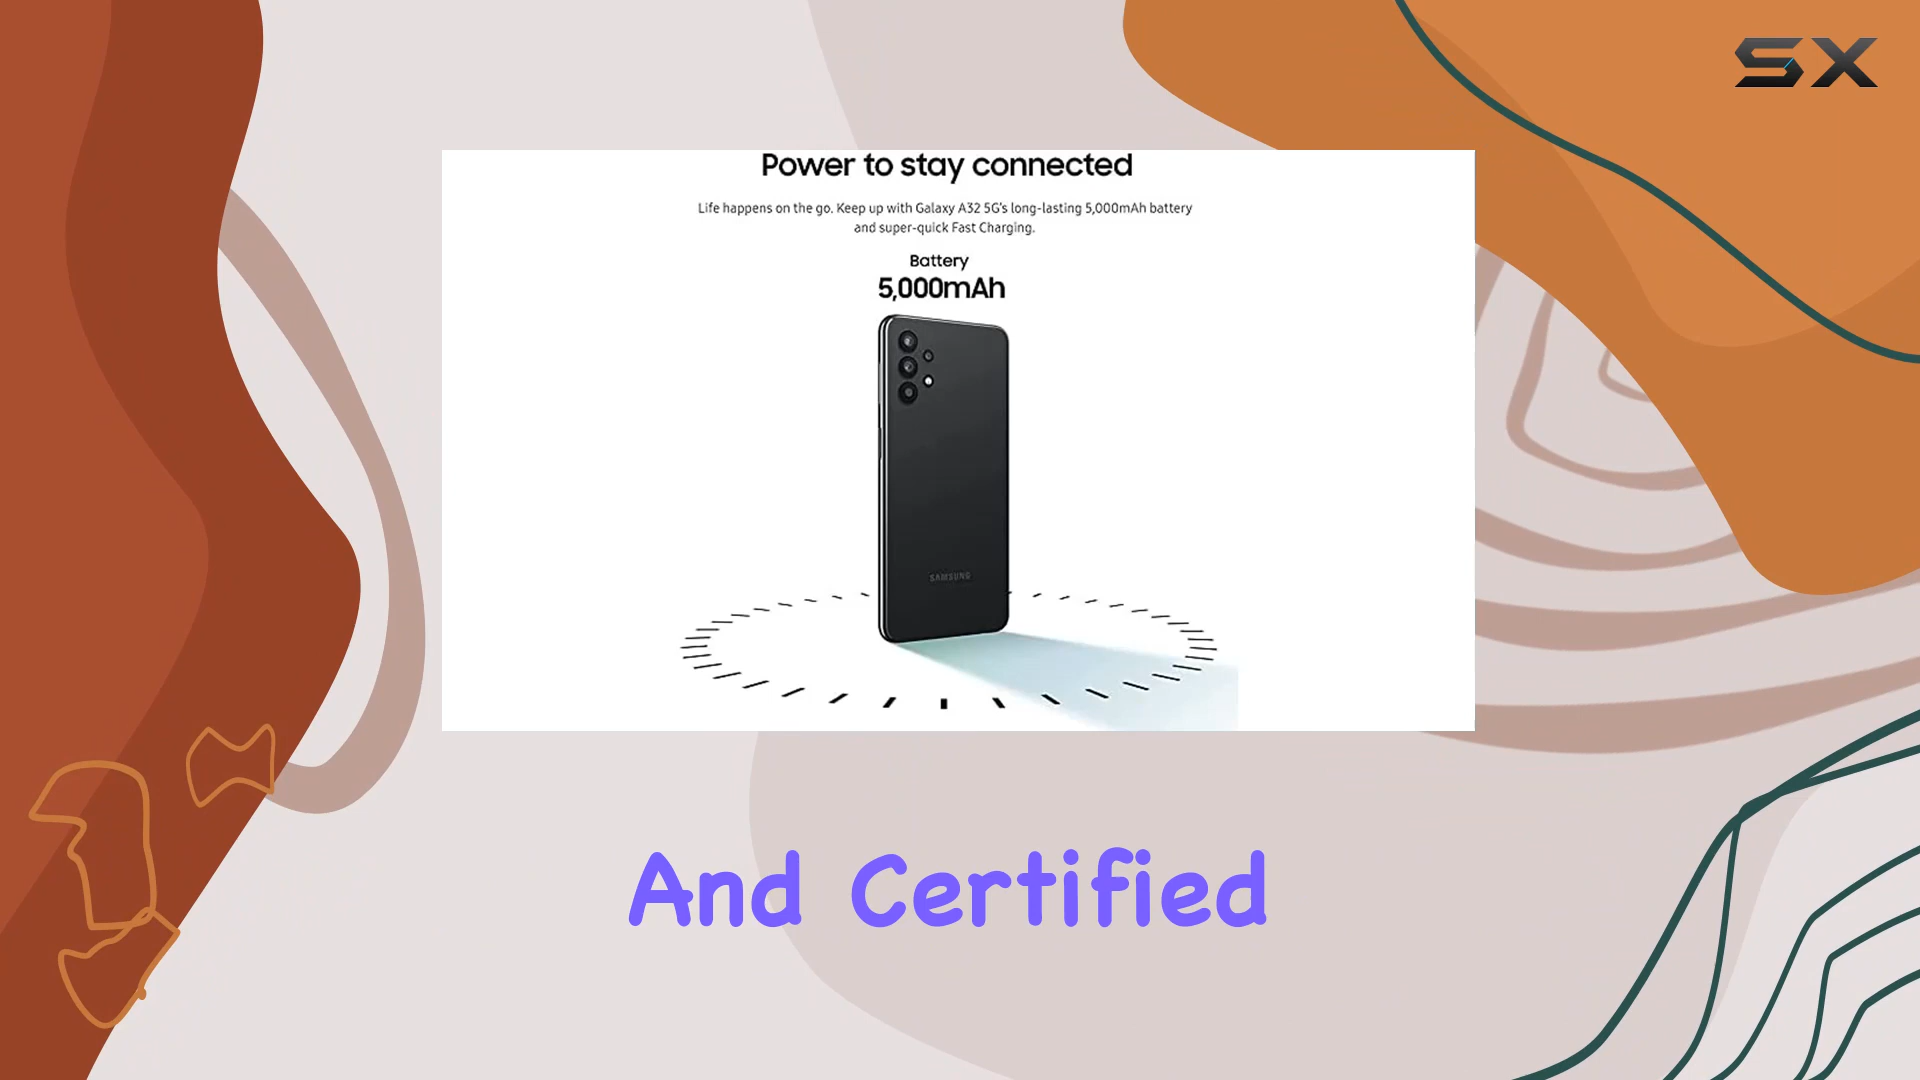 SX
Power to stay connected
Life happens on the go. Keep up with Galaxy A32 5G's long-lasting 5,000mAh battery
and super-quick Fast Charging.
Battery
5,000mAh
SAMSUNG
And Certified